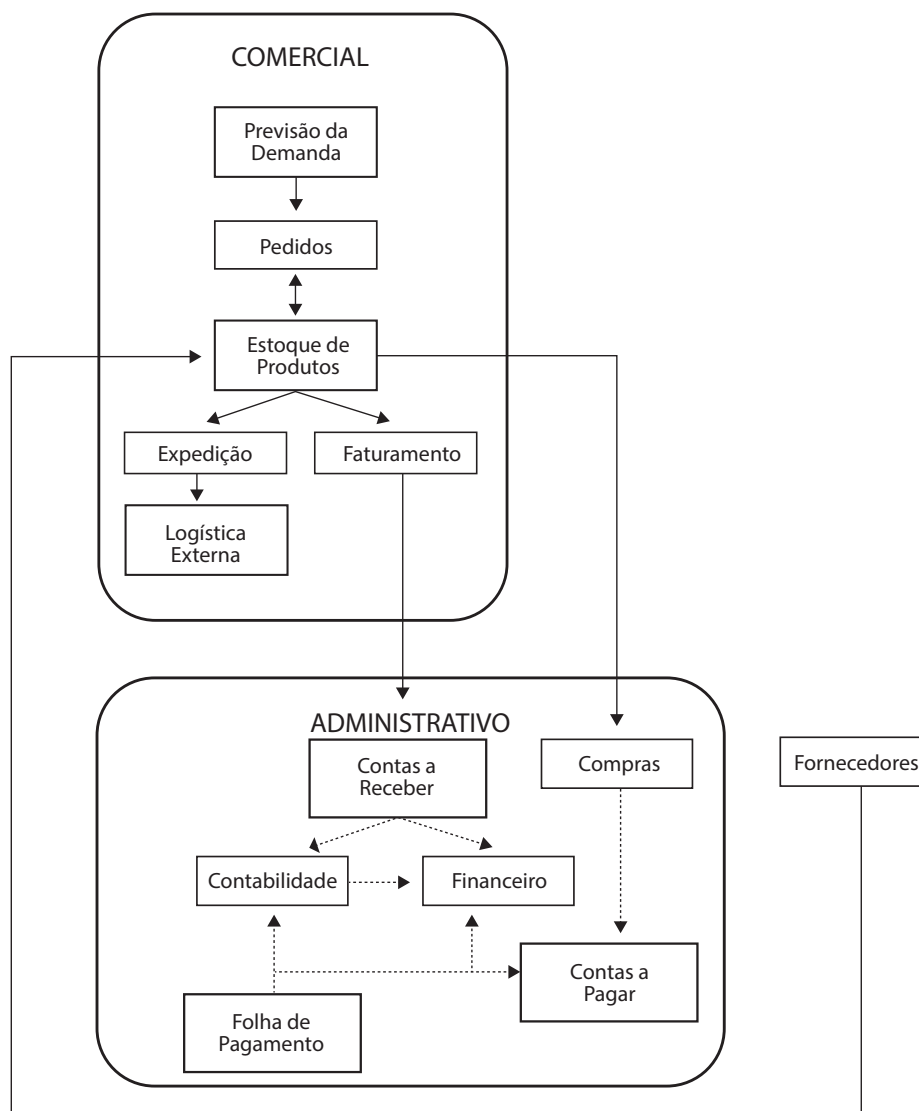 COMERCIAL
Previsão da
Demanda
Pedidos
Estoque de
Produtos
Expedição
Faturamento
Logística
Externa
ADMINISTRATIVO
Contas a
Receber
Compras
Fornecedores
Contabilidade
Financeiro
Contas a
Pagar
Folha de
Pagamento